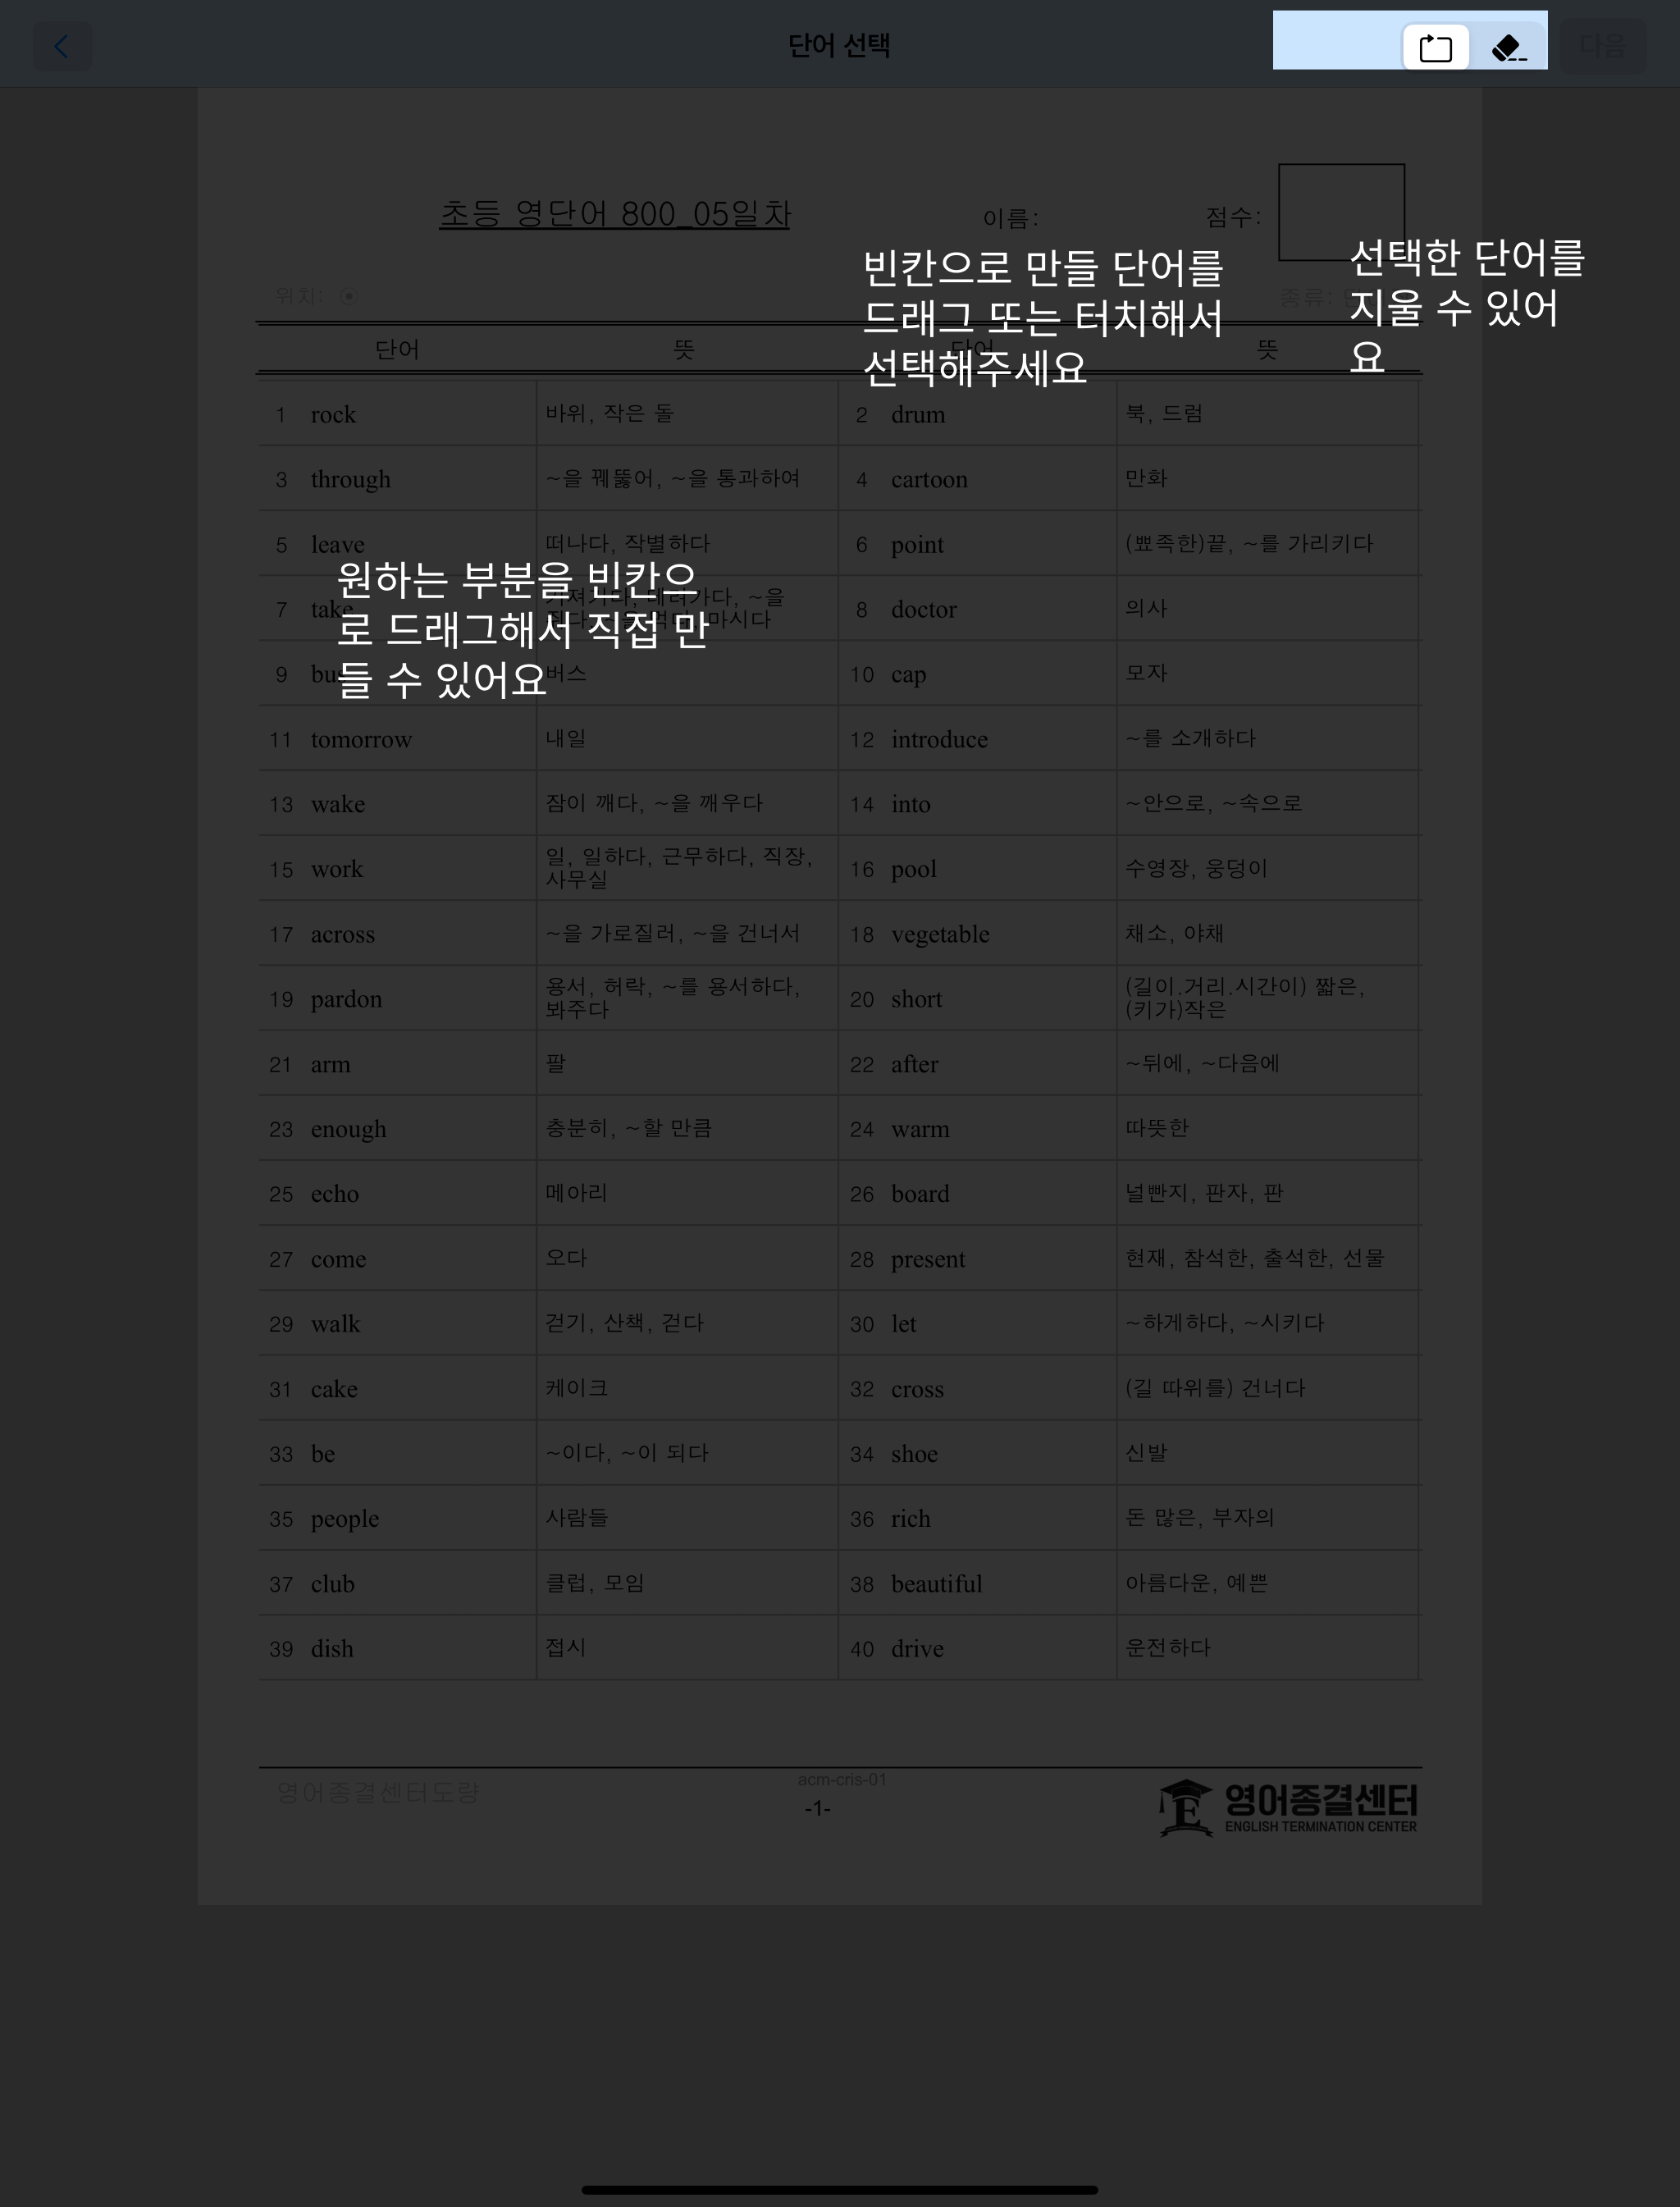 단어 선택
다음
초등 영단어 800_05일차
이름:
점수:
빈칸으로 만들 단어를
드래그 또는 터치해서
선택해주세요
선택한 단어를
지울 수 있어
요
위치:
종류:
단어 뜻 단어 뜻
1 rock 바위, 작은 돌 2 drum 북, 드럼
3 through ~을 꿰뚫어, ~을 통과하여 4 cartoon 만화
5 leave 떠나다, 작별하다 6 point (뾰족한)끝, ~를 가리키다
원하는 부분을 빈칸으
로 드래그해서 직접 만
들 수 있어요
7 take 가져가다, 데려가다, ~을
마시다
8 doctor 의사
9 bus 버스 10 cap 모자
11 tomorrow 내일 12 introduce ~를 소개하다
13 wake 잠이 깨다, ~을 깨우다 14 into ~안으로, ~속으로
15 work 일, 일하다, 근무하다, 직장,
사무실
16 pool 수영장, 웅덩이
17 across ~을 가로질러, ~을 건너서 18 vegetable 채소, 야채
19 pardon 용서, 허락, ~를 용서하다,
봐주다
20 short (길이.거리.시간이) 짧은,
(키가)작은
21 arm 팔 22 after ~뒤에, ~다음에
23 enough 충분히, ~할 만큼 24 warm 따뜻한
25 echo 메아리 26 board 널빤지, 판자, 판
27 come 오다 28 present 현재, 참석한, 출석한, 선물
29 walk 걷기, 산책, 걷다 30 let ~하게하다, ~시키다
31 cake 케이크 32 cross (길 따위를) 건너다
33 be ~이다, ~이 되다 34 shoe 신발
35 people 사람들 36 rich 돈 많은, 부자의
37 club 클럽, 모임 38 beautiful 아름다운, 예쁜
39 dish 접시 40 drive 운전하다
영어종결센터도량
acm-cris-01
-1-
E
영어종결센터
ENGLISH TERMINATION CENTER